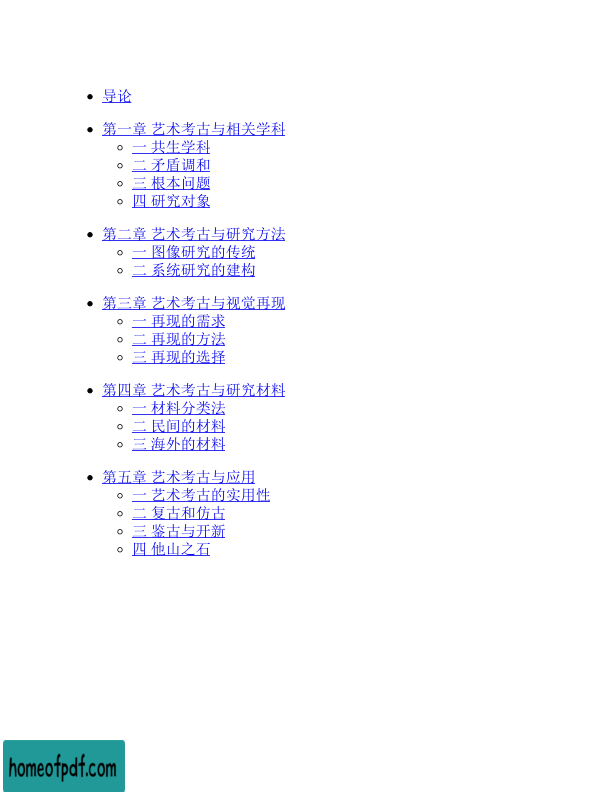 导论
第一章 艺术考古与相关学科
一 共生学科
二 矛盾调和
三 根本问题
四 研究对象
第二章 艺术考古与研究方法
一 图像研究的传统
二 系统研究的建构
第三章 艺术考古与视觉再现
一 再现的需求
二 再现的方法
三 再现的选择
第四章 艺术考古与研究材料
一 材料分类法
二 民间的材料
三 海外的材料
第五章 艺术考古与应用
一 艺术考古的实用性
二 复古和仿古
三 鉴古与开新
四 他山之石
homeofpdf.com